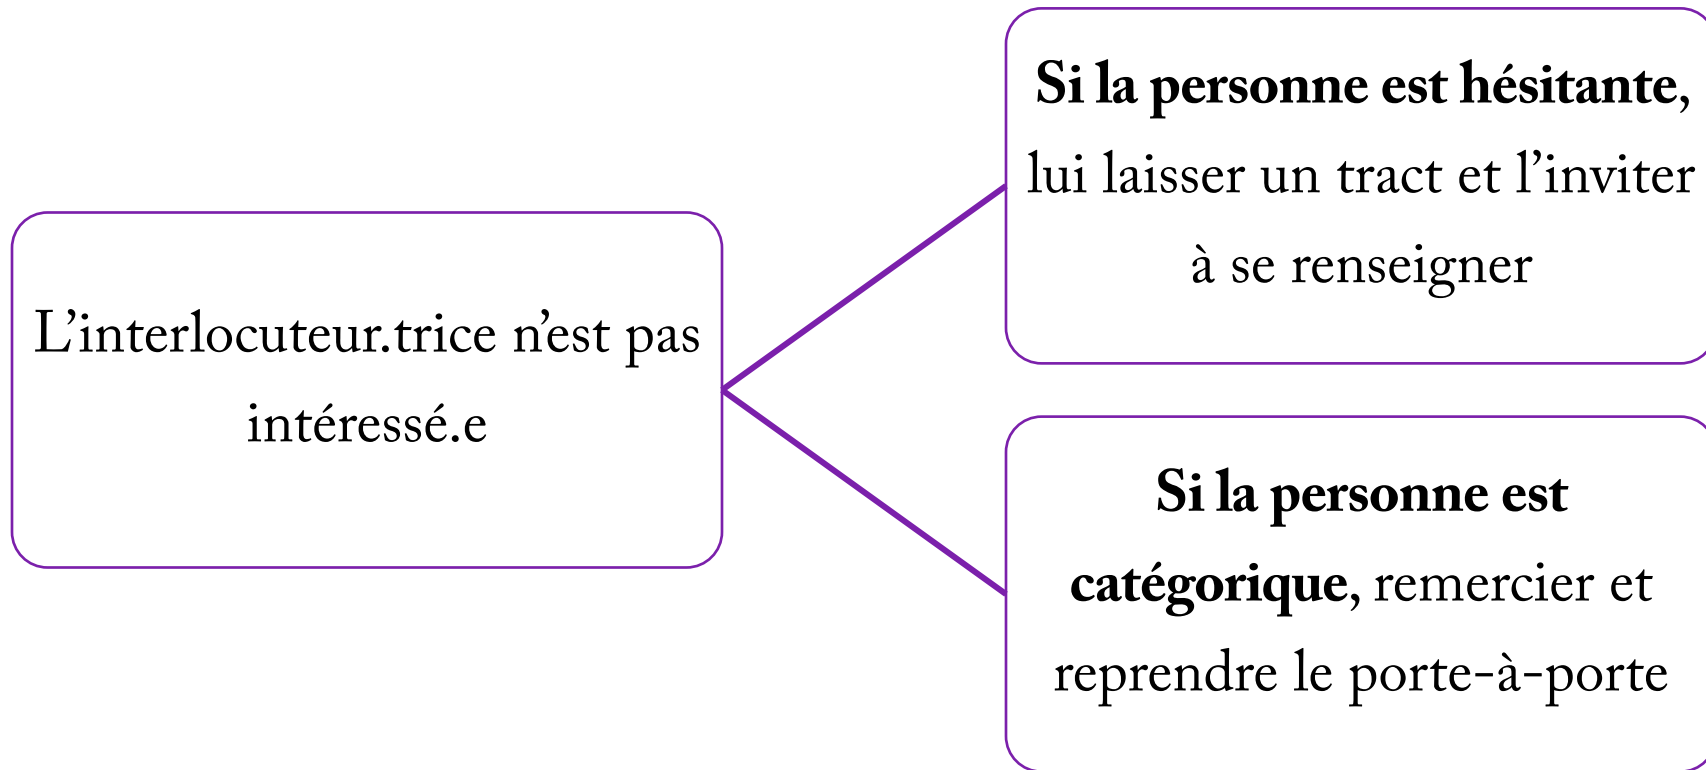 L’interlocuteur.trice n’est pas
intéressé.e
Si la personne est hésitante,
lui laisser un tract et l’inviter
à se renseigner
Si la personne est
catégorique, remercier et
reprendre le porte-à-porte